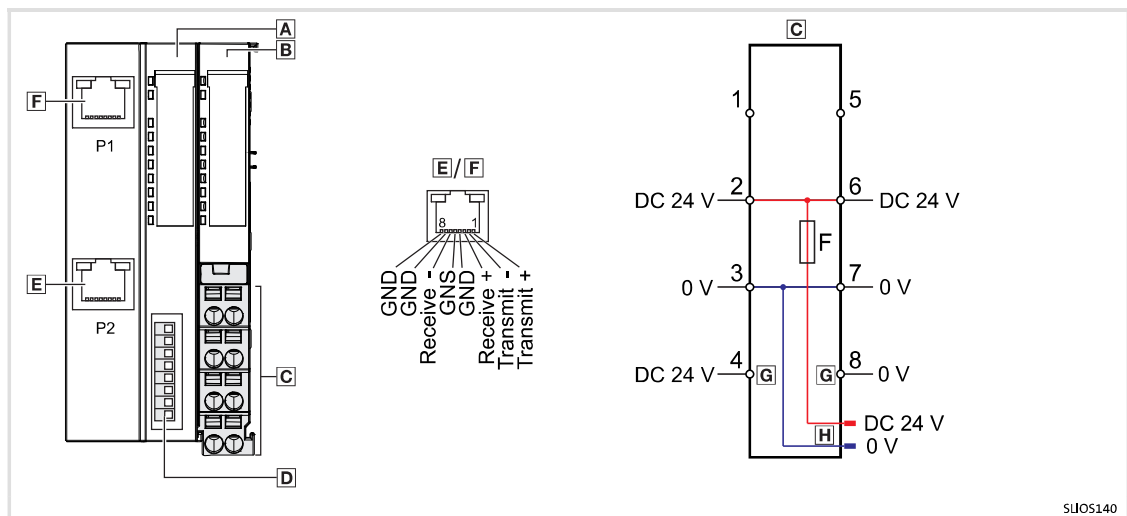 A
B
F
P1
E
P2
C
D
E / F
8 1
GND
GND
Receive -
GNS
GND
Receive +
Transmit -
Transmit +
C
1 5
2 6
DC 24 V DC 24 V
F
3 7
0 V 0 V
4 8
DC 24 V G G 0 V
DC 24 V
H
0 V
SLIOS140